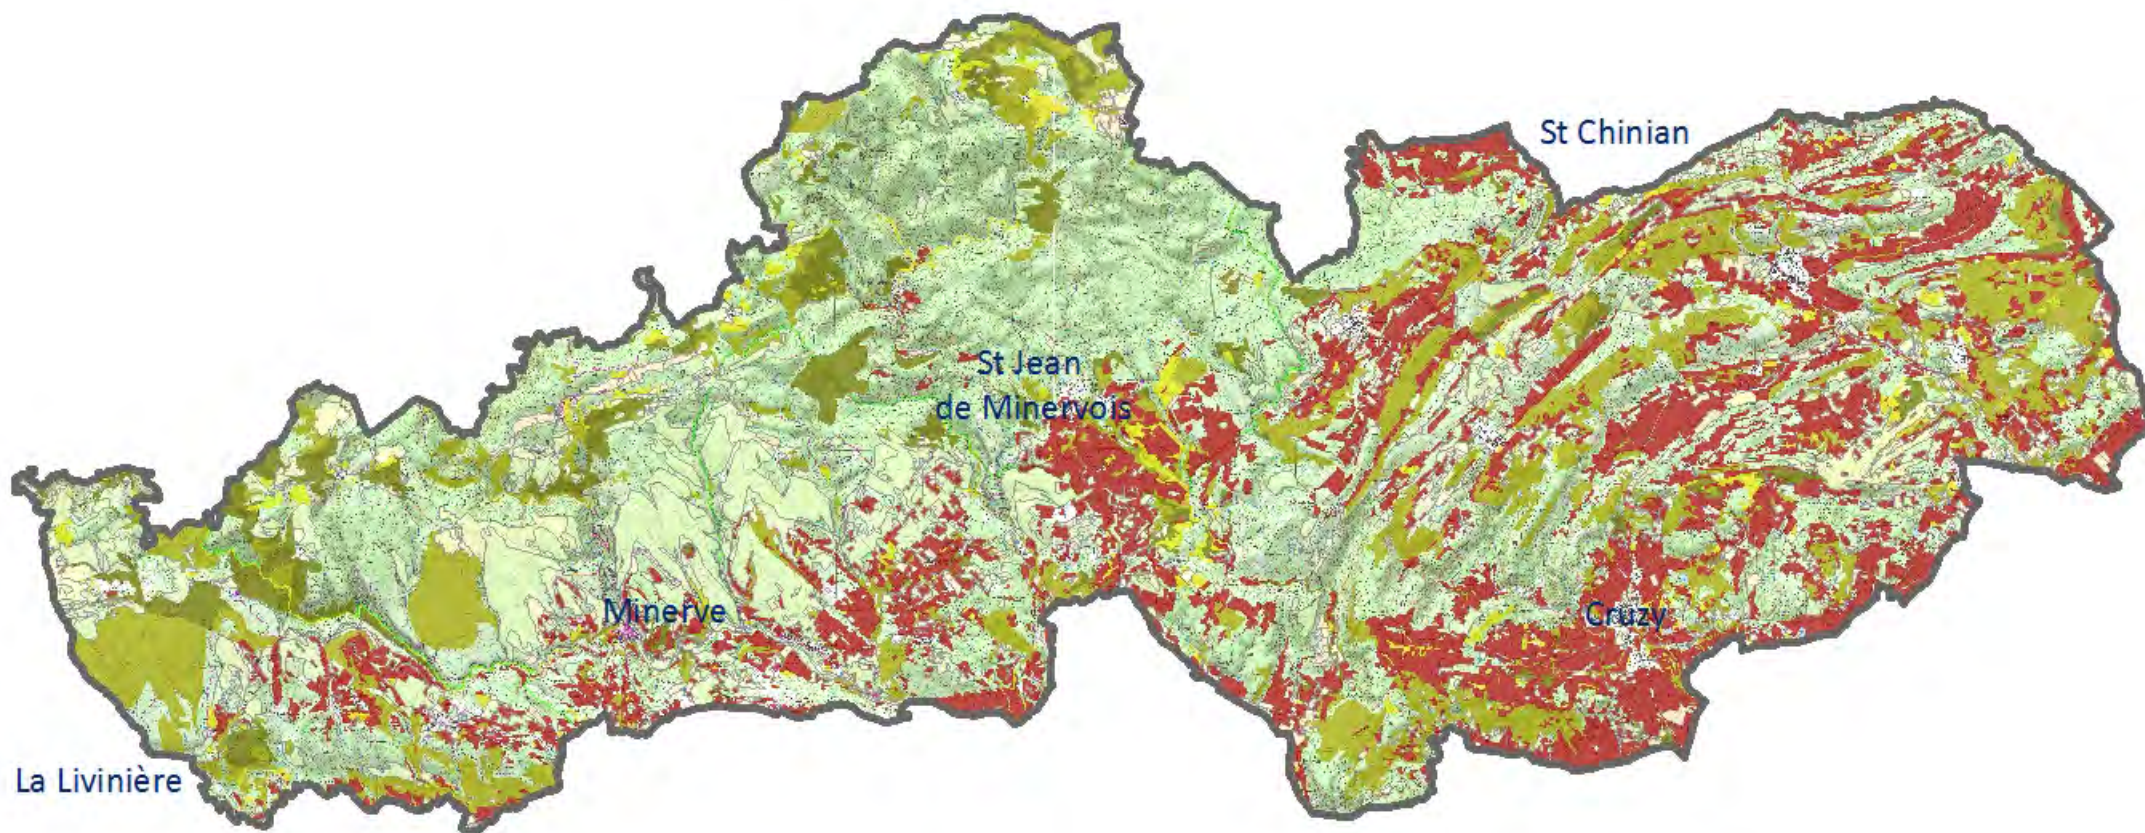 St Chinian
St Jean
de Minervois
Minerve
Cruzy
La Livinière